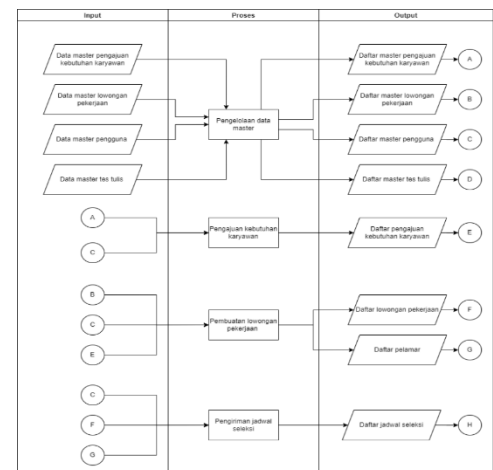 Input
Proses
Output
Data master pengajuan
kebutuhan karyawan
Daftar master pengajuan
kebutuhan karyawan
A
Data master lowongan
pekerjaan
Daftar master lowongan
pekerjaan
B
Pengelolaan data
master
Data master pengguna
Daftar master pengguna
C
Data master tes tulis
Daftar master tes tulis
D
A
C
Pengajuan kebutuhan
karyawan
Daftar pengajuan
kebutuhan karyawan
E
B
C
E
Pembuatan lowongan
pekerjaan
Daftar lowongan pekerjaan
F
Daftar pelamar
G
C
F
G
Pengiriman jadwal
seleksi
Daftar jadwal seleksi
H